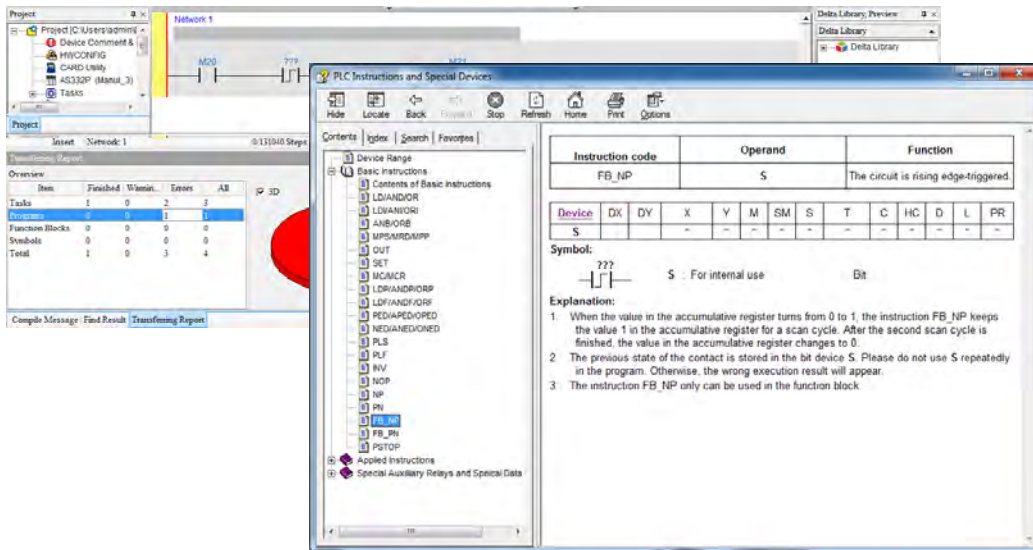 Project
Project [C:\Users\admini
Device Comment &
HWCONFIG
CARD Utility
AS332P (Manul_3)
Tasks
Project
Network 1
M20
???
M21
Delta Library, Preview
Delta Library
Delta Library
Insert Network: 1
0/131040 Steps
Transferring Report
Overview
Item Finished Warnin... Errors All
Tasks 1 0 2 3
Programs 0 0 1 1
Function Blocks 0 0 0 0
Symbols 0 0 0 0
Total 1 0 3 4
3D
Compile Message Find Result Transferring Report
PLC Instructions and Special Devices
Hide Locate Back Forward Stop Refresh Home Print Options
Contents Index Search Favorites
Device Range
Basic Instructions
Contents of Basic Instructions
LD/AND/OR
LDI/ANI/ORI
ANB/ORB
MPS/MRD/MPP
OUT
SET
MC/MCR
LDP/ANDP/ORP
LDF/ANDF/ORF
PED/APED/OPED
NED/ANED/ONED
PLS
PLF
INV
NOP
NP
PN
FB_NP
FB_PN
PSTOP
Applied Instructions
Special Auxiliary Relays and Speical Data
Instruction code Operand Function
FB_NP S The circuit is rising edge-triggered.
Device DX DY X Y M SM S T C HC D L PR
S - - - - - - - - - - -
Symbol:
???
S : For internal use Bit
Explanation:
1. When the value in the accumulative register turns from 0 to 1, the instruction FB_NP keeps
the value 1 in the accumulative register for a scan cycle. After the second scan cycle is
finished, the value in the accumulative register changes to 0.
2 The previous state of the contact is stored in the bit device S. Please do not use S repeatedly
in the program. Otherwise, the wrong execution result will appear.
3 The instruction FB_NP only can be used in the function block.